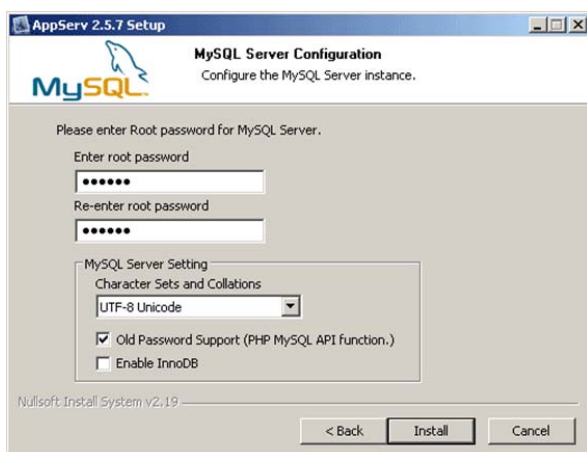 AppServ 2.5.7 Setup
MySQL Server Configuration
Configure the MySQL Server instance.
MySQL
Please enter Root password for MySQL Server.
Enter root password
••••••
Re-enter root password
••••••
MySQL Server Setting
Character Sets and Collations
UTF-8 Unicode
Old Password Support (PHP MySQL API function.)
Enable InnoDB
Nullsoft Install System v2.19
< Back Install Cancel